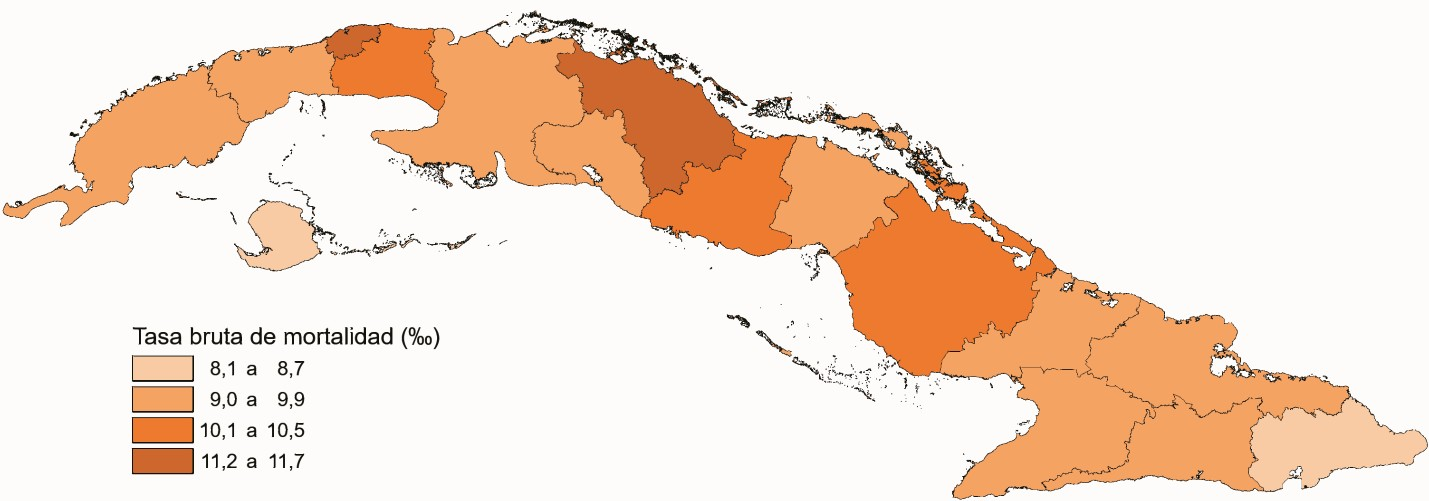 Tasa bruta de mortalidad (‰)
8,1 a 8,7
9,0 a 9,9
10,1 a 10,5
11,2 a 11,7